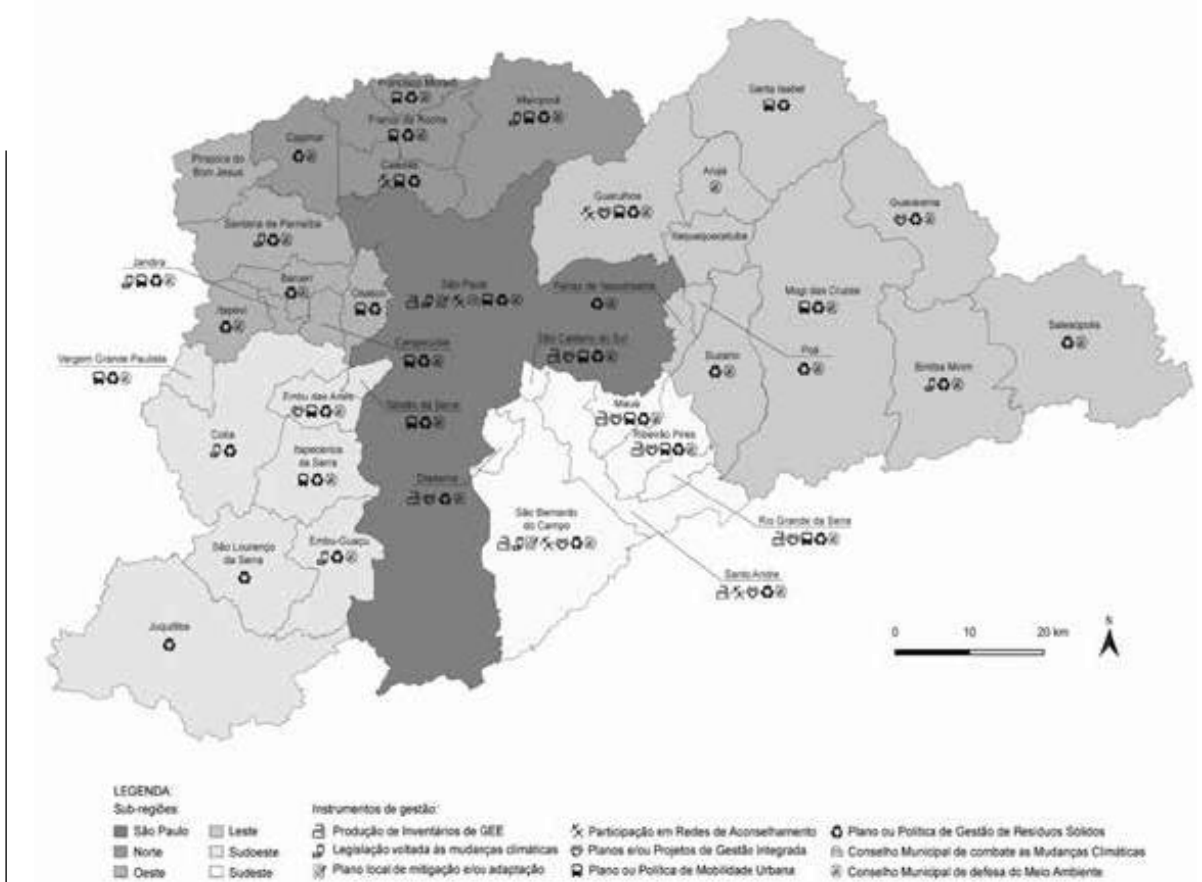 Francisco Morato
Mairiporã
Santa Isabel
Franco da Rocha
Cajamar
Pirapora do
Bom Jesus
Caieiras
Arujá
Guarulhos
Guararema
Santana de Parnaíba
Itaquaquecetuba
Jandira
Barueri
Osasco
São Paulo
Ferraz de Vasconcelos
Mogi das Cruzes
Itapevi
Salesópolis
Carapicuíba
São Caetano do Sul
Vargem Grande Paulista
Suzano
Poá
Biritiba Mirim
Embu das Artes
Taboão da Serra
Mauá
Cotia
Ribeirão Pires
Itapecerica
da Serra
Diadema
São Bernardo
do Campo
Rio Grande da Serra
São Lourenço
da Serra
Embu-Guaçu
Santo André
Juquitiba
N
0 10 20 km
LEGENDA:
Sub-regiões: Instrumentos de gestão:
São Paulo Leste Produção de Inventários de GEE Participação em Redes de Aconselhamento Plano ou Política de Gestão de Resíduos Sólidos
Norte Sudoeste Legislação voltada às mudanças climáticas Planos e/ou Projetos de Gestão Integrada Conselho Municipal de combate as Mudanças Climáticas
Oeste Sudeste Plano local de mitigação e/ou adaptação Plano ou Política de Mobilidade Urbana Conselho Municipal de defesa do Meio Ambiente